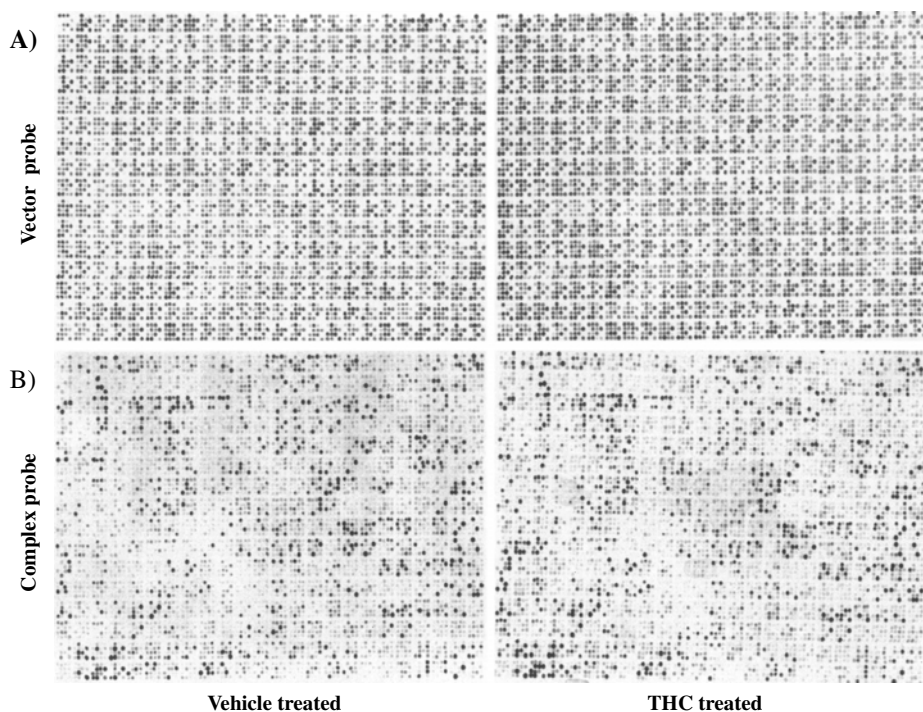 A)
Vector probe
B)
Complex probe
Vehicle treated
THC treated